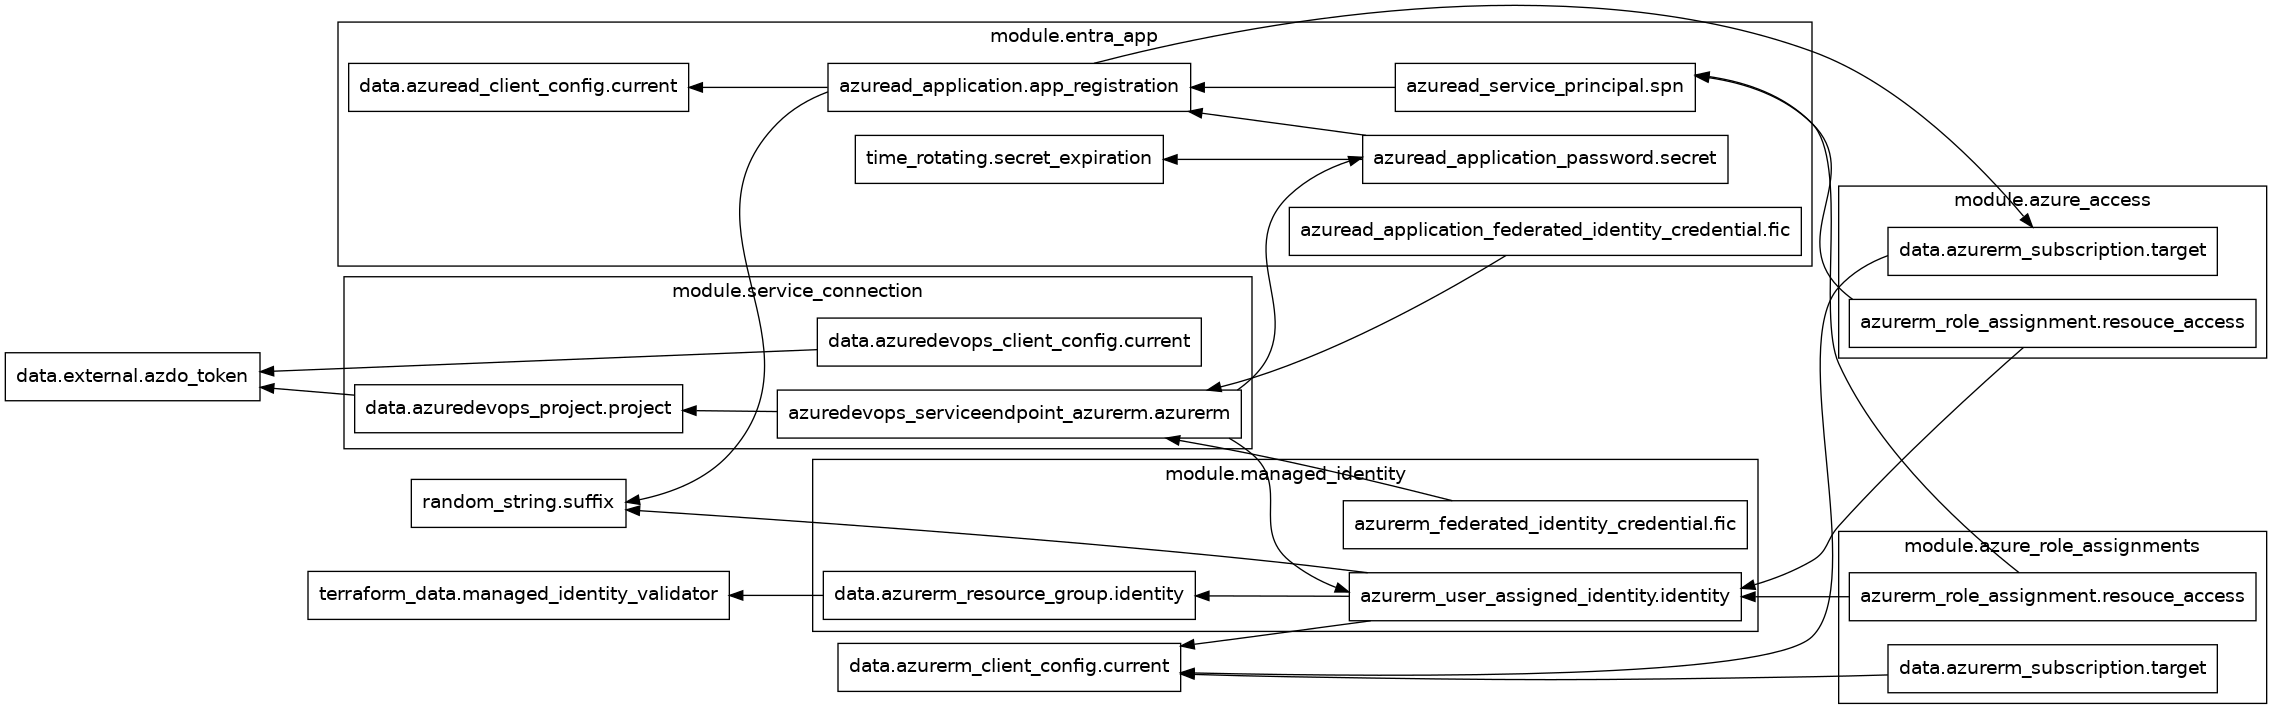 module.entra_app
data.azuread_client_config.current
azuread_application.app_registration
azuread_service_principal.spn
time_rotating.secret_expiration
azuread_application_password.secret
azuread_application_federated_identity_credential.fic
module.azure_access
data.azurerm_subscription.target
azurerm_role_assignment.resouce_access
module.service_connection
data.azuredevops_client_config.current
data.external.azdo_token
data.azuredevops_project.project
azuredevops_serviceendpoint_azurerm.azurerm
module.managed_identity
random_string.suffix
azurerm_federated_identity_credential.fic
terraform_data.managed_identity_validator
data.azurerm_resource_group.identity
azurerm_user_assigned_identity.identity
data.azurerm_client_config.current
module.azure_role_assignments
azurerm_role_assignment.resouce_access
data.azurerm_subscription.target